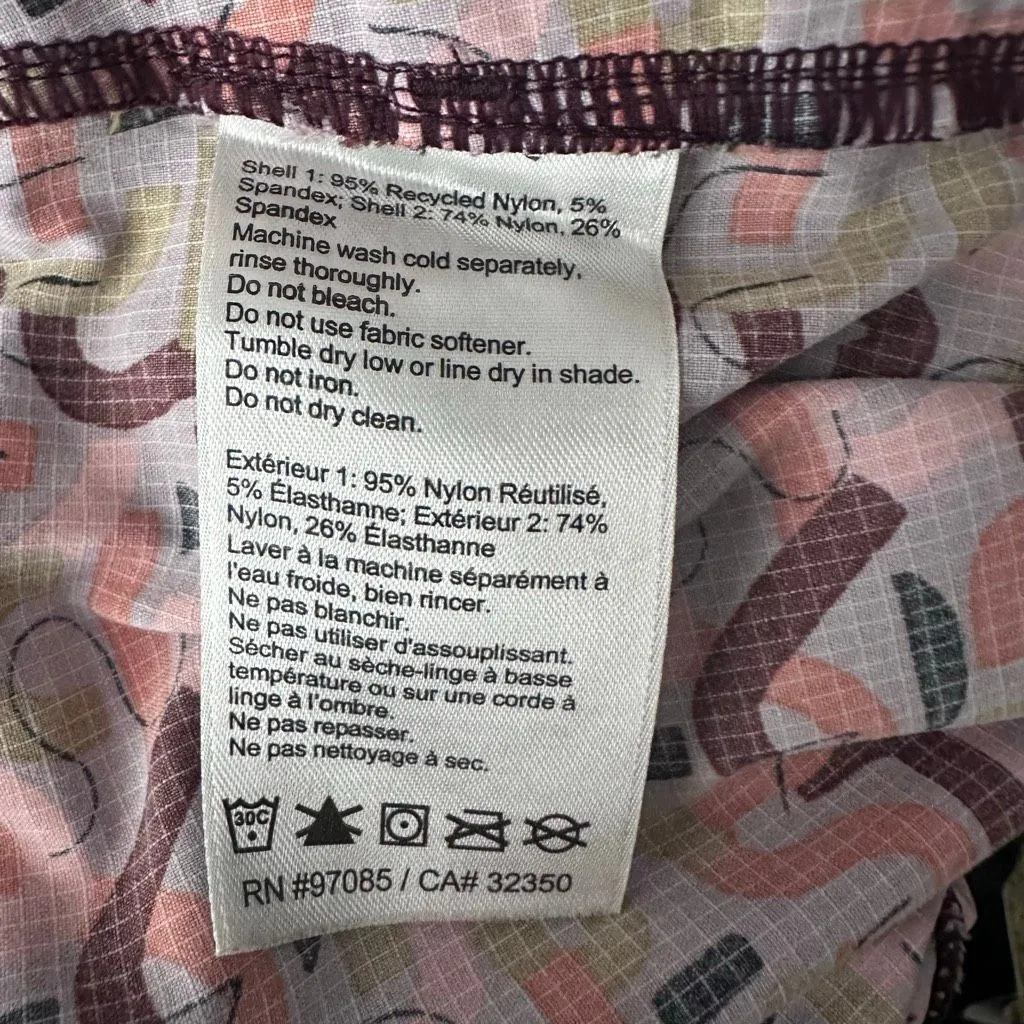 Shell 1: 95% Recycled Nylon, 5%
Spandex; Shell 2: 74% Nylon, 26%
Spandex
Machine wash cold separately,
rinse thoroughly.
Do not bleach.
Do not use fabric softener.
Tumble dry low or line dry in shade.
Do not iron.
Do not dry clean.
Extérieur 1: 95% Nylon Réutilisé,
5% Élasthanne; Extérieur 2: 74%
Nylon, 26% Élasthanne
Laver à la machine séparément à
l'eau froide, bien rincer.
Ne pas blanchir.
Ne pas utiliser d'assouplissant.
Sécher au sèche-linge à basse
température ou sur une corde à
linge à l'ombre.
Ne pas repasser.
Ne pas nettoyage à sec.
30C
RN #97085 / CA# 32350